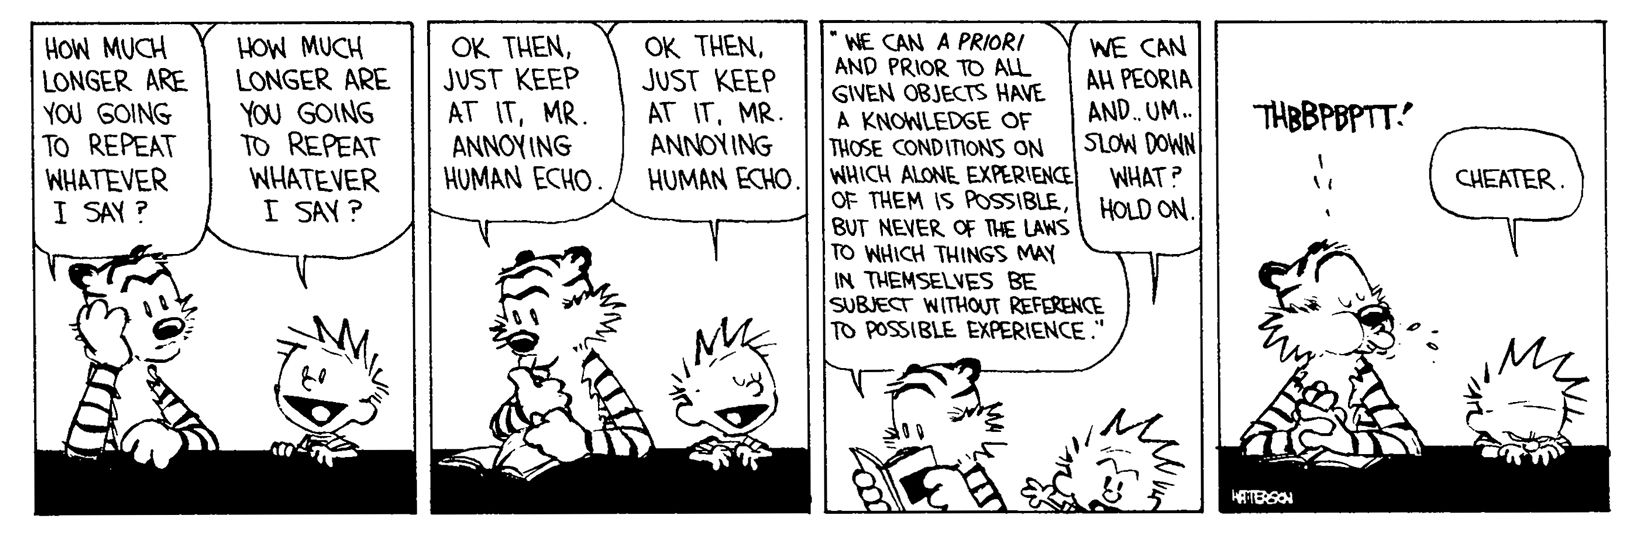 HOW MUCH
LONGER ARE
YOU GOING
TO REPEAT
WHATEVER
I SAY?
HOW MUCH
LONGER ARE
YOU GOING
TO REPEAT
WHATEVER
I SAY?
OK THEN,
JUST KEEP
AT IT, MR.
ANNOYING
HUMAN ECHO.
OK THEN,
JUST KEEP
AT IT, MR.
ANNOYING
HUMAN ECHO.
"WE CAN A PRIORI
AND PRIOR TO ALL
GIVEN OBJECTS HAVE
A KNOWLEDGE OF
THOSE CONDITIONS ON
WHICH ALONE EXPERIENCE
OF THEM IS POSSIBLE,
BUT NEVER OF THE LAWS
TO WHICH THINGS MAY
IN THEMSELVES BE
SUBJECT WITHOUT REFERENCE
TO POSSIBLE EXPERIENCE."
WE CAN
AH PEORIA
AND.. UM..
SLOW DOWN
WHAT?
HOLD ON.
THBBPBPTT!
CHEATER.
WATTERSON